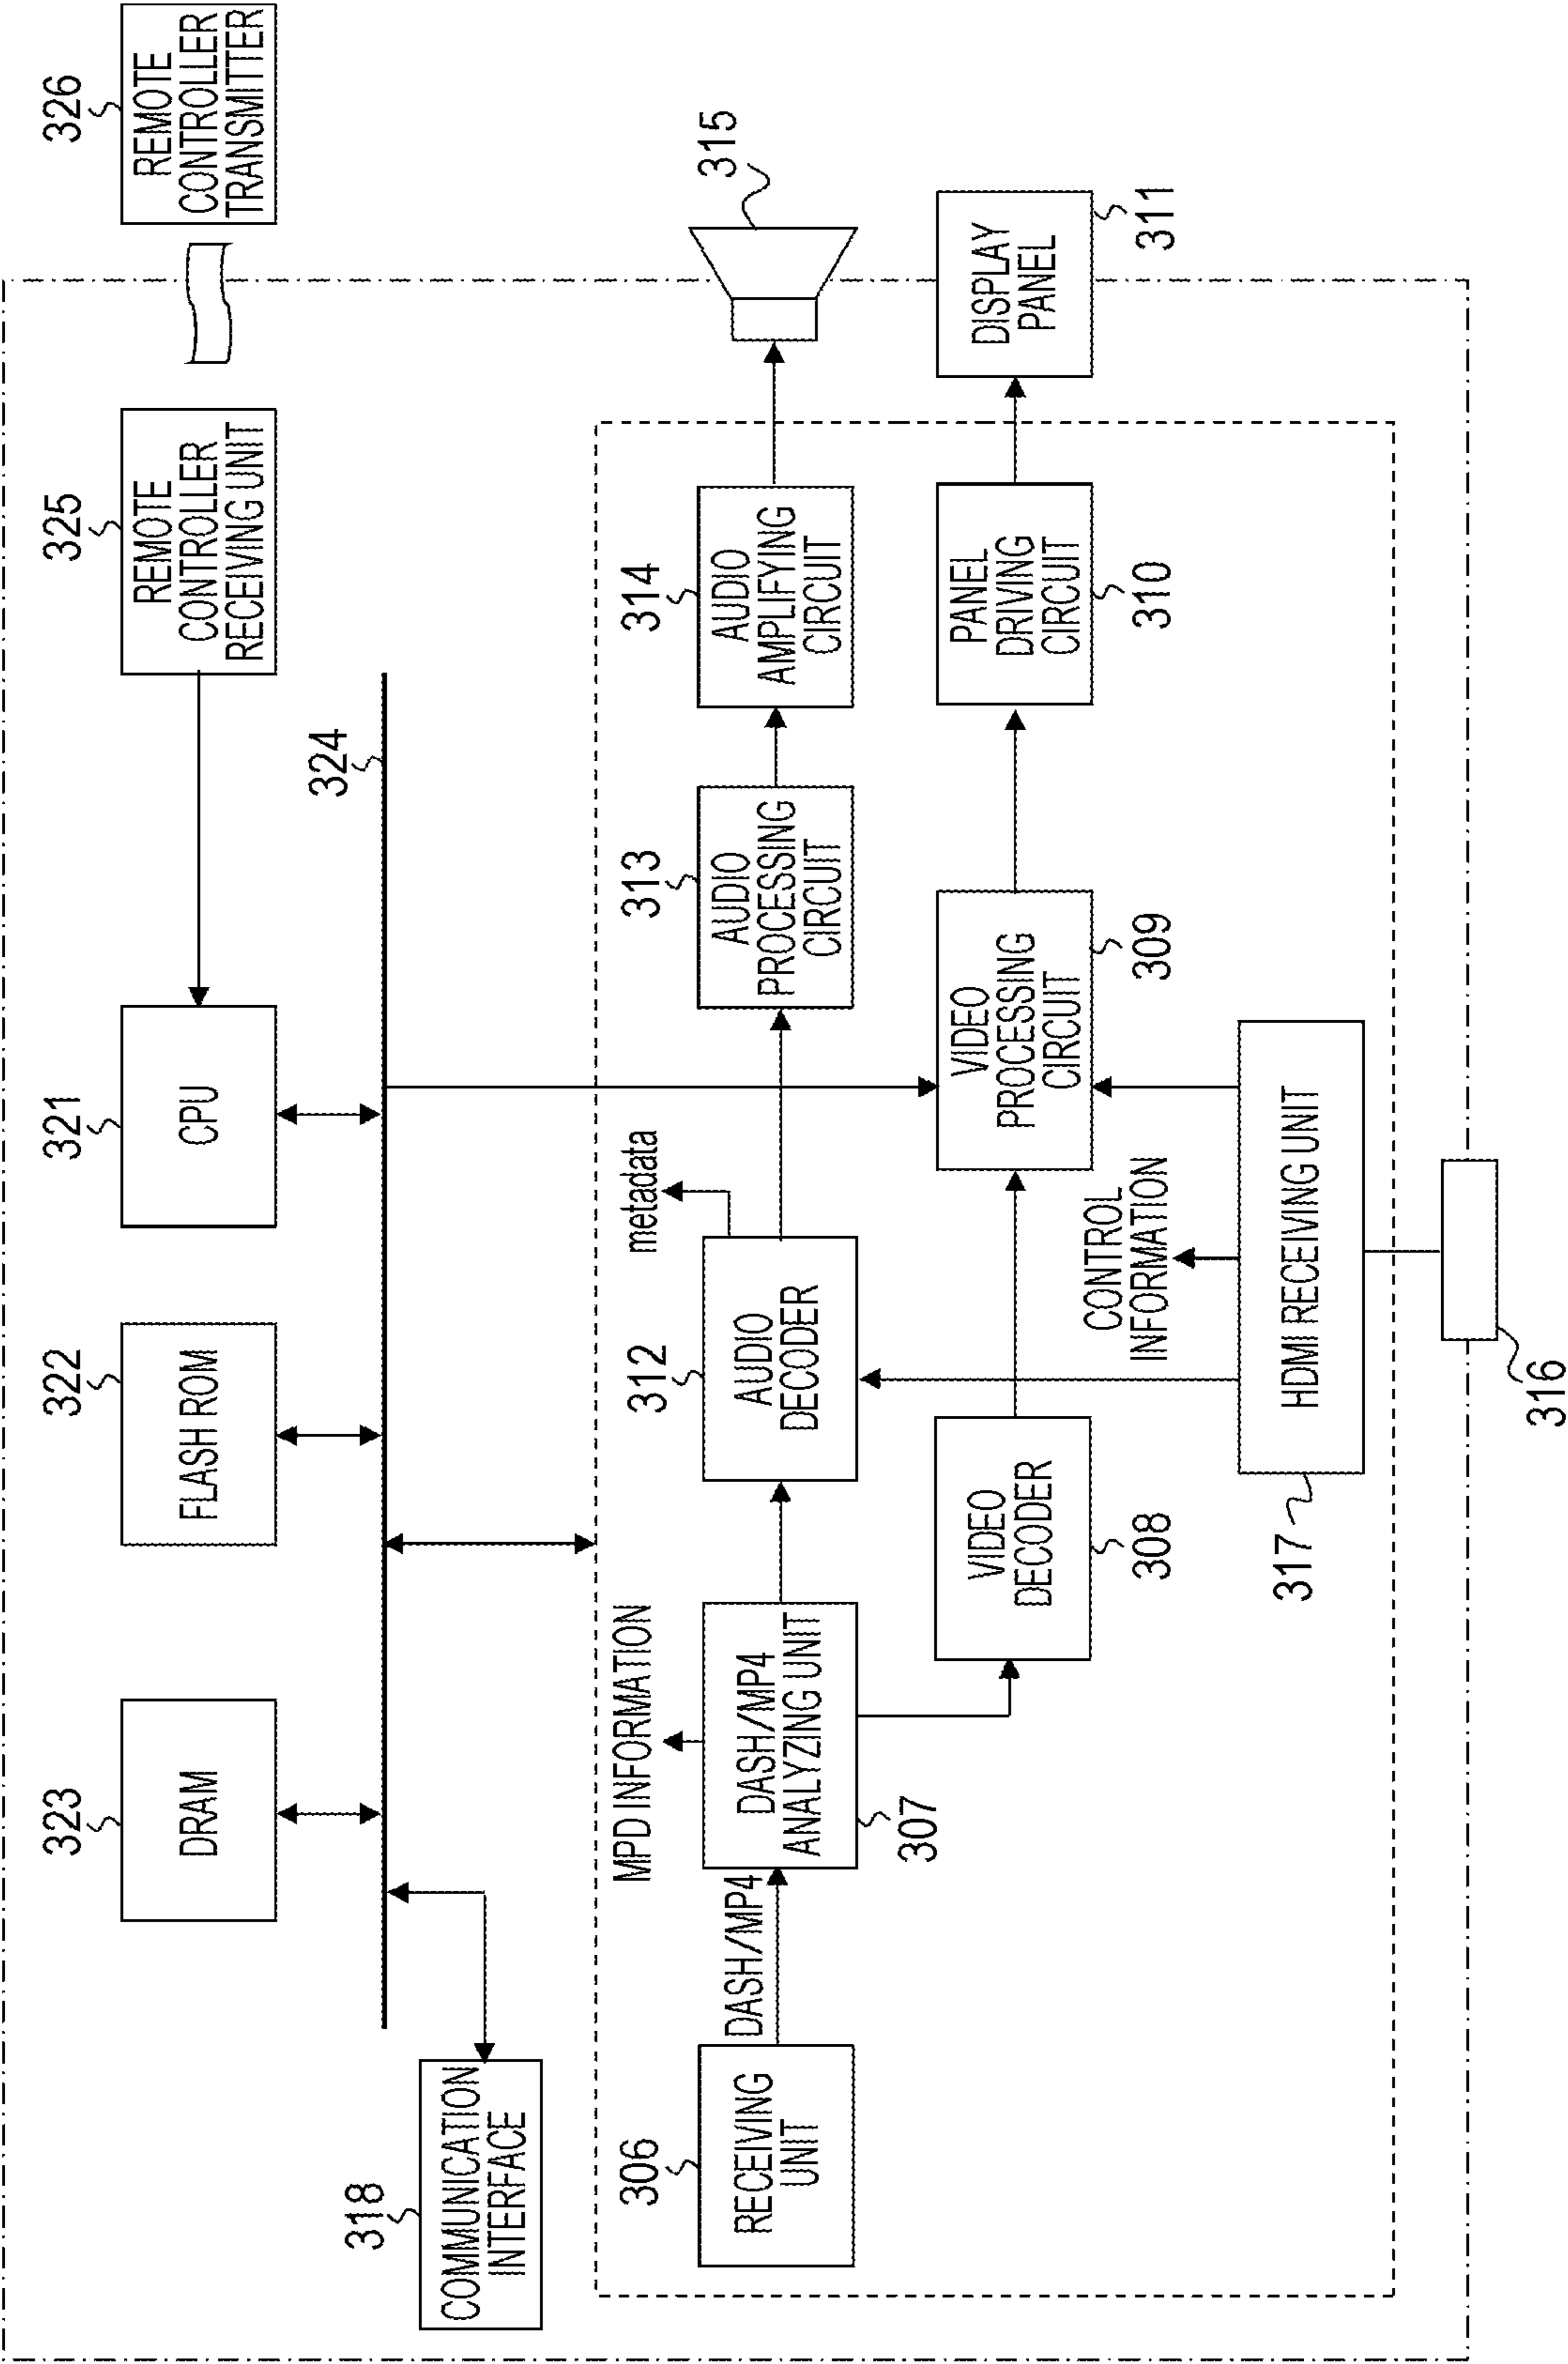 323
DRAM
322
FLASH ROM
321
CPU
325
REMOTE
CONTROLLER
RECEIVING UNIT
326
REMOTE
CONTROLLER
TRANSMITTER
324
318
COMMUNICATION
INTERFACE
306
RECEIVING
UNIT
DASH/MP4
MPD INFORMATION
DASH/MP4
ANALYZING UNIT
307
312
AUDIO
DECODER
metadata
313
AUDIO
PROCESSING
CIRCUIT
314
AUDIO
AMPLIFYING
CIRCUIT
315
VIDEO
DECODER
308
VIDEO
PROCESSING
CIRCUIT
309
PANEL
DRIVING
CIRCUIT
310
DISPLAY
PANEL
311
CONTROL
INFORMATION
HDMI RECEIVING UNIT
317
316